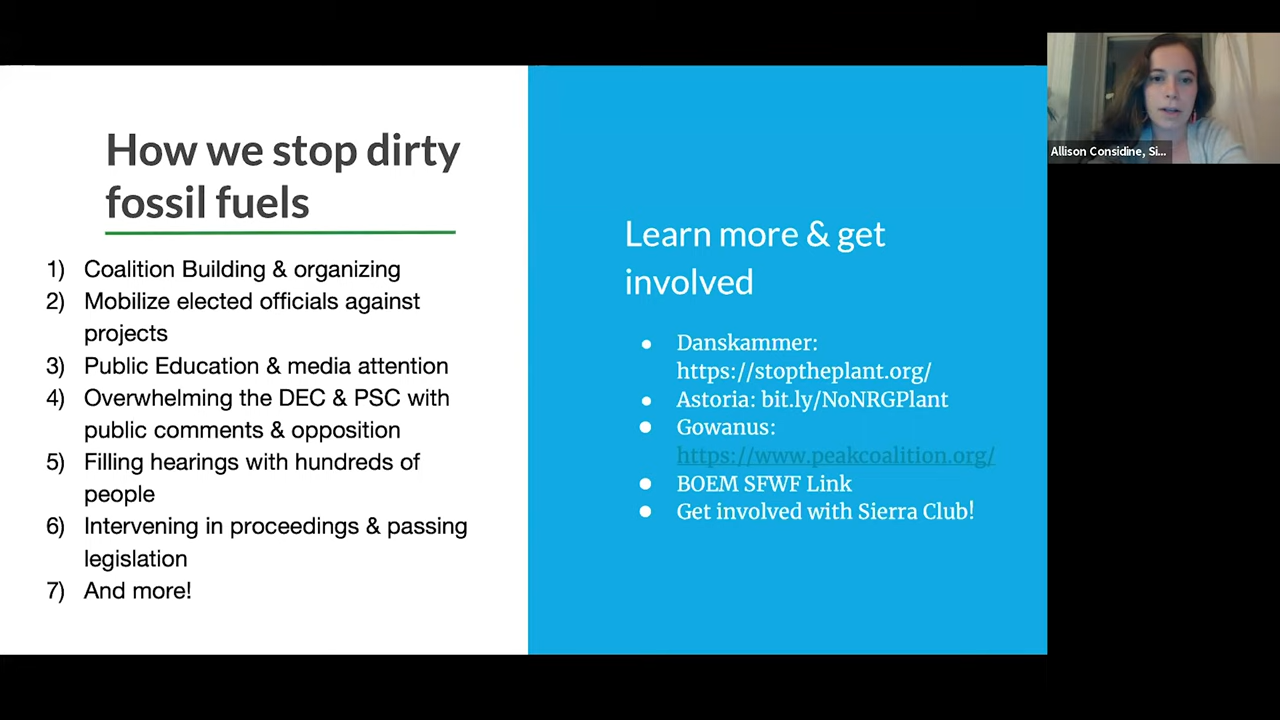 How we stop dirty
fossil fuels
1) Coalition Building & organizing
2) Mobilize elected officials against
projects
3) Public Education & media attention
4) Overwhelming the DEC & PSC with
public comments & opposition
5) Filling hearings with hundreds of
people
6) Intervening in proceedings & passing
legislation
7) And more!
Learn more & get
involved
● Danskammer:
https://stoptheplant.org/
● Astoria: bit.ly/NoNRGPlant
● Gowanus:
https://www.peakcoalition.org/
● BOEM SFWF Link
● Get involved with Sierra Club!
Allison Considine, Si...